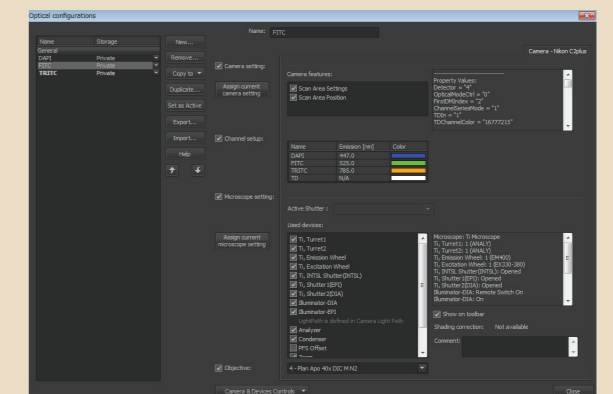 Optical configurations
Name: FITC
Name Storage
General
DAPI Private
FITC Private
TRITC Private
New...
Remove...
Copy to
Duplicate...
Set as Active
Export...
Import...
Help
Camera - Nikon C2plus
Camera setting:
Assign current
camera setting
Camera features:
Scan Area Settings
Scan Area Position
Property Values:
Detector = "4"
OpticalModeCtrl = "0"
FirstDMIndex = "2"
ChannelSeriesMode = "1"
TDIn = "1"
TDChannelColor = "16777215"
Channel setup:
Name Emission [nm] Color
DAPI 447.0
FITC 525.0
TRITC 785.0
TD N/A
Microscope setting:
Assign current
microscope setting
Active Shutter :
Used devices:
Ti, Turret1
Ti, Turret2
Ti, Emission Wheel
Ti, Excitation Wheel
Ti, INTSL Shutter(INTSL)
Ti, Shutter1(EPI)
Ti, Shutter2(DIA)
Illuminator-DIA
Illuminator-EPI
LightPath is defined in Camera Light Path
Analyzer
Condenser
PFS Offset
Zoom
Microscope: Ti Microscope
Ti, Turret1: 1 (ANALY)
Ti, Turret2: 1 (ANALY)
Ti, Emission Wheel: 1 (EM400)
Ti, Excitation Wheel: 1 (EX330-380)
Ti, INTSL Shutter(INTSL): Opened
Ti, Shutter1(EPI): Opened
Ti, Shutter2(DIA): Opened
Illuminator-DIA: Remote Switch On
Illuminator-DIA: On
Show on toolbar
Shading correction: Not available
Comment:
Objective:
4 - Plan Apo 40x DIC M N2
Camera & Devices Controls
Close